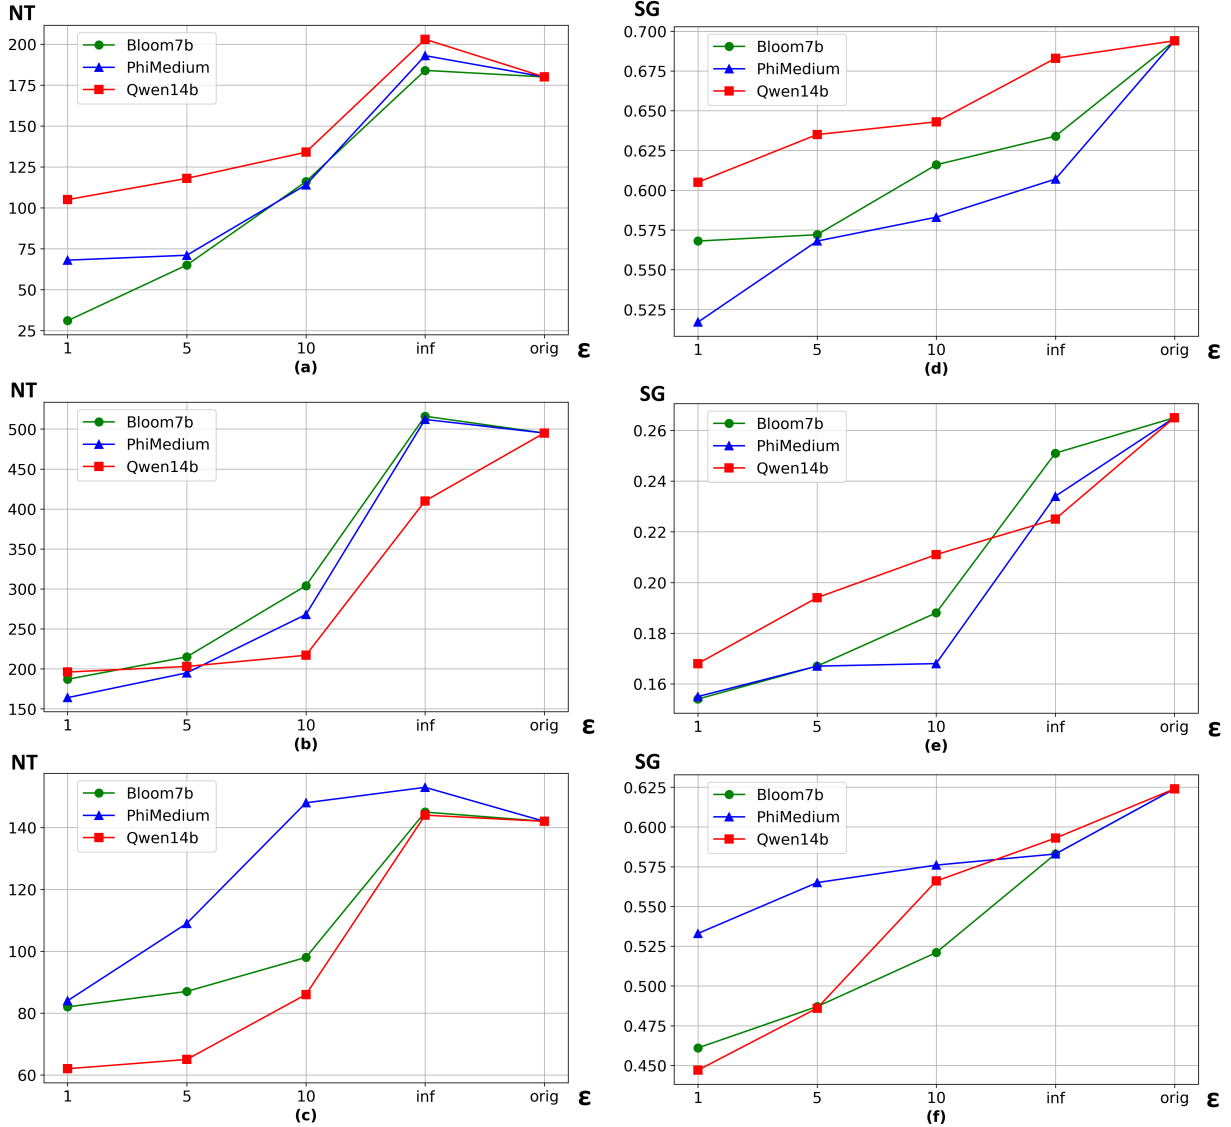 NT
Bloom7b
PhiMedium
Qwen14b
200
175
150
125
100
75
50
25
1 5 10 inf orig ε
(a)
SG
Bloom7b
PhiMedium
Qwen14b
0.700
0.675
0.650
0.625
0.600
0.575
0.550
0.525
1 5 10 inf orig ε
(d)
NT
Bloom7b
PhiMedium
Qwen14b
500
450
400
350
300
250
200
150
1 5 10 inf orig ε
(b)
SG
Bloom7b
PhiMedium
Qwen14b
0.26
0.24
0.22
0.20
0.18
0.16
1 5 10 inf orig ε
(e)
NT
Bloom7b
PhiMedium
Qwen14b
140
120
100
80
60
1 5 10 inf orig ε
(c)
SG
Bloom7b
PhiMedium
Qwen14b
0.625
0.600
0.575
0.550
0.525
0.500
0.475
0.450
1 5 10 inf orig ε
(f)